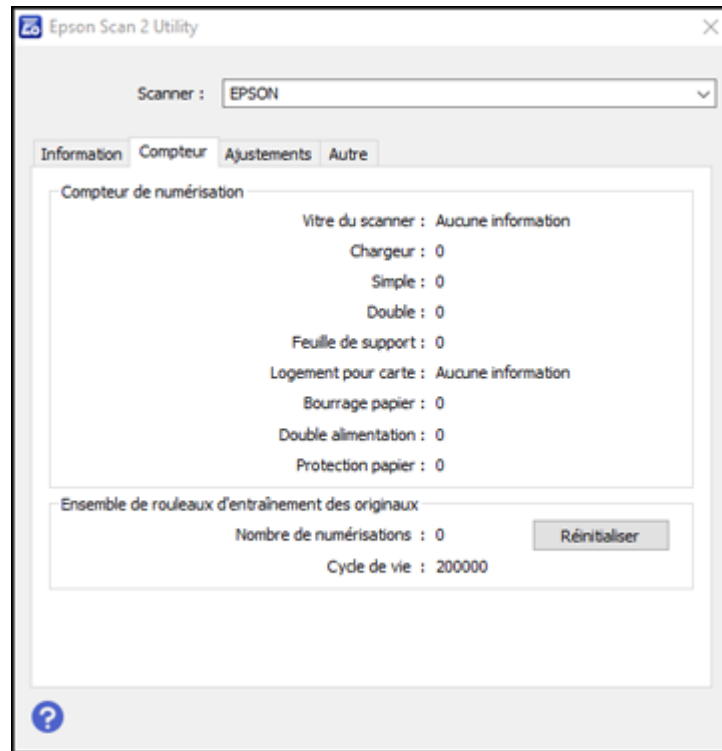 Epson Scan 2 Utility
Scanner : EPSON
Information Compteur Ajustements Autre
Compteur de numérisation
Vitre du scanner : Aucune information
Chargeur : 0
Simple : 0
Double : 0
Feuille de support : 0
Logement pour carte : Aucune information
Bourrage papier : 0
Double alimentation : 0
Protection papier : 0
Ensemble de rouleaux d'entraînement des originaux
Nombre de numérisations : 0 Réinitialiser
Cycle de vie : 200000
?